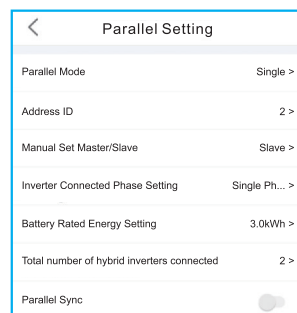 Parallel Setting
Parallel Mode Single >
Address ID 2 >
Manual Set Master/Slave Slave >
Inverter Connected Phase Setting Single Ph... >
Battery Rated Energy Setting 3.0kWh >
Total number of hybrid inverters connected 2 >
Parallel Sync